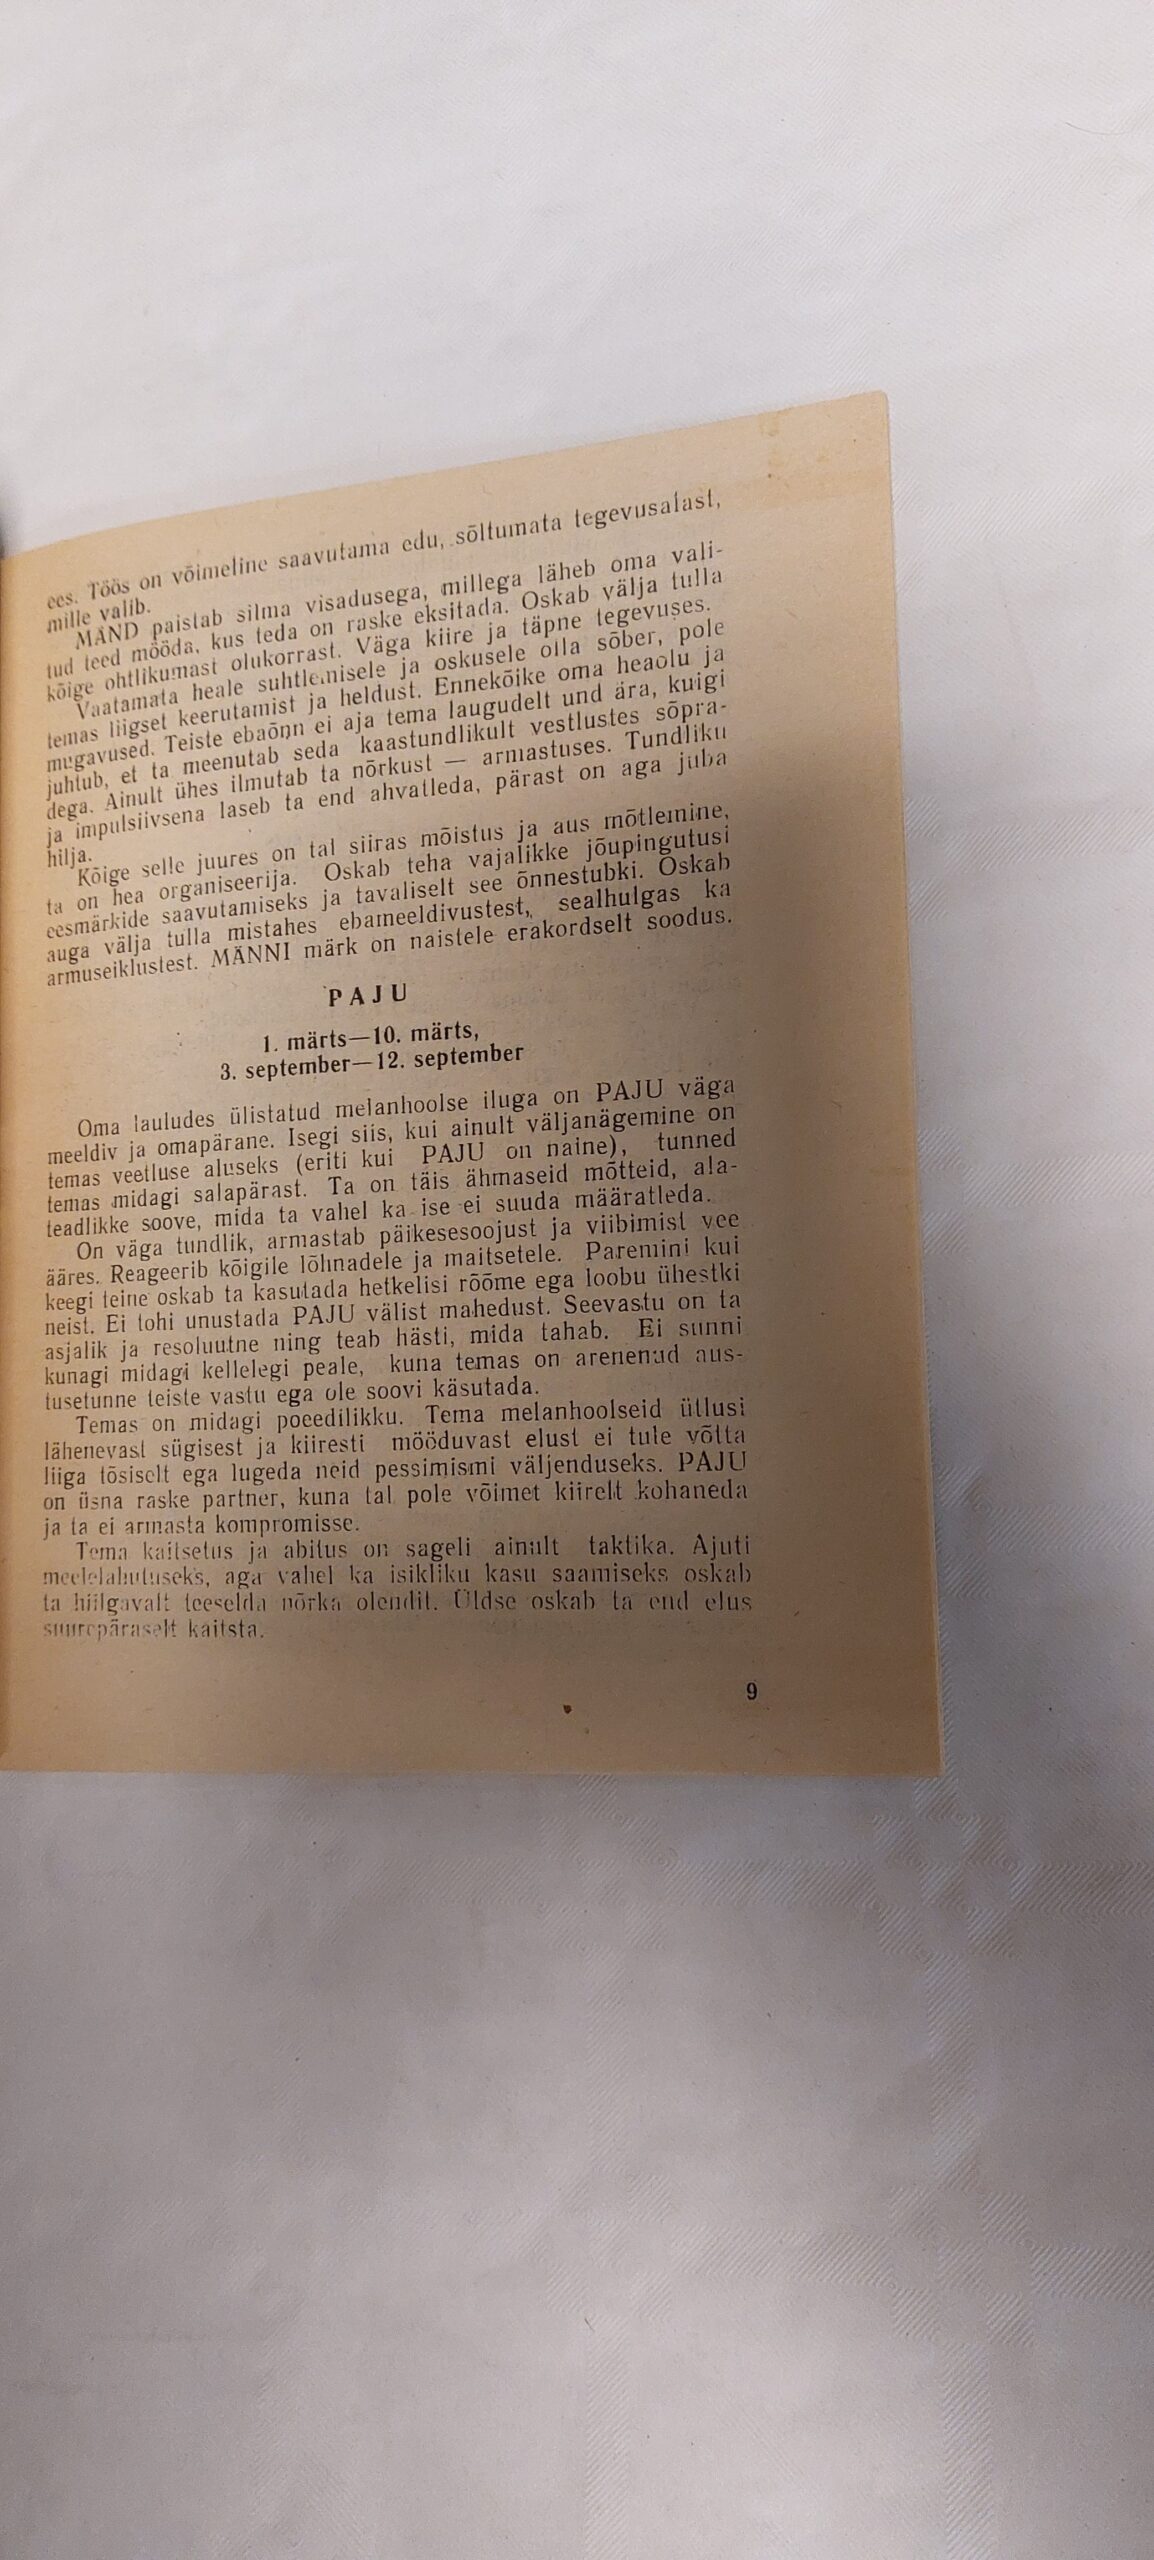 ees. Töös on võimeline saavutama edu, sõltumata tegevusalast,
mille valib.
MÄND paistab silma visadusega, millega läheb oma vali-
tud teed mööda, kus teda on raske eksitada. Oskab välja tulla
kõige ohtlikumast olukorrast. Väga kiire ja täpne tegevuses.
Vaatamata heale suhtlemisele ja oskusele olla sõber, pole
temas liigset keerutamist ja heldust. Ennekõike oma heaolu ja
mugavused. Teiste ebaõnn ei aja tema laugudelt und ära, kuigi
juhtub, et ta meenutab seda kaastundlikult vestlustes sõpra-
dega. Ainult ühes ilmutab ta nõrkust — armastuses. Tundliku
ja impulsiivsena laseb ta end ahvatleda, pärast on aga juba
hilja.
Kõige selle juures on tal siiras mõistus ja aus mõtlemine,
ta on hea organiseerija. Oskab teha vajalikke jõupingutusi
eesmärkide saavutamiseks ja tavaliselt see õnnestubki. Oskab
auga välja tulla mistahes ebameeldivustest, sealhulgas ka
armuseiklustest. MÄNNI märk on naistele erakordselt soodus.
PAJU
1. märts—10. märts,
3. september—12. september
Oma lauludes ülistatud melanhoolse iluga on PAJU väga
meeldiv ja omapärane. Isegi siis, kui ainult väljanägemine on
temas veetluse aluseks (eriti kui PAJU on naine), tunned
temas midagi salapärast. Ta on täis ähmaseid mõtteid, ala-
teadlikke soove, mida ta vahel ka ise ei suuda määratleda.
On väga tundlik, armastab päikesesoojust ja viibimist vee
ääres. Reageerib kõigile lõhnadele ja maitsetele. Paremini kui
keegi teine oskab ta kasutada hetkelisi rõõme ega loobu ühestki
neist. Ei tohi unustada PAJU välist mahedust. Seevastu on ta
asjalik ja resoluutne ning teab hästi, mida tahab. Ei sunni
kunagi midagi kellelegi peale, kuna temas on arenenud aus-
tusetunne teiste vastu ega ole soovi käsutada.
Temas on midagi poeedilikku. Tema melanhoolseid ütlusi
lähenevast sügisest ja kiiresti mööduvast elust ei tule võtta
liiga tõsiselt ega lugeda neid pessimismi väljenduseks. PAJU
on üsna raske partner, kuna tal pole võimet kiirelt kohaneda
ja ta ei armasta kompromisse.
Tema kaitsetus ja abitus on sageli ainult taktika. Ajuti
meelelahutuseks, aga vahel ka isikliku kasu saamiseks oskab
ta hiilgavalt teeselda nõrka olendit. Üldse oskab ta end elus
suurepäraselt kaitsta.
9